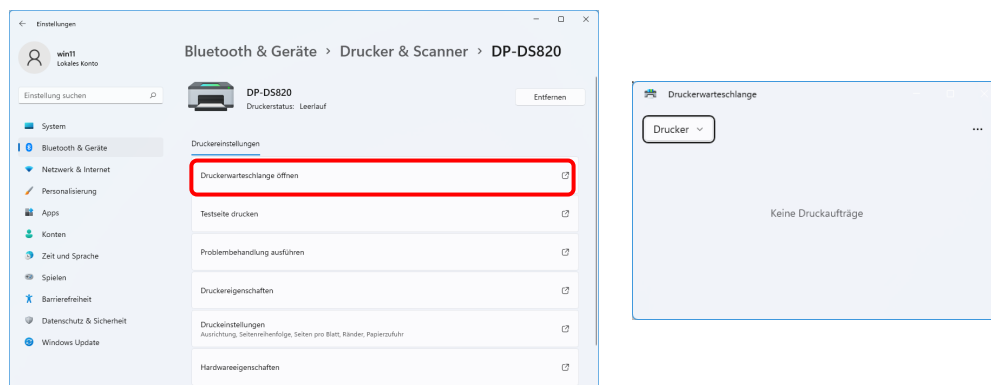 Einstellungen
win11
Lokales Konto
Einstellung suchen
System
Bluetooth & Geräte
Netzwerk & Internet
Personalisierung
Apps
Konten
Zeit und Sprache
Spielen
Barrierefreiheit
Datenschutz & Sicherheit
Windows Update
Bluetooth & Geräte > Drucker & Scanner > DP-DS820
DP-DS820
Druckerstatus: Leerlauf
Entfernen
Druckereinstellungen
Druckerwarteschlange öffnen
Testseite drucken
Problembehandlung ausführen
Druckereigenschaften
Druckeinstellungen
Ausrichtung, Seitenreihenfolge, Seiten pro Blatt, Ränder, Papierzufuhr
Hardwareeigenschaften
Druckerwarteschlange
Drucker
Keine Druckaufträge